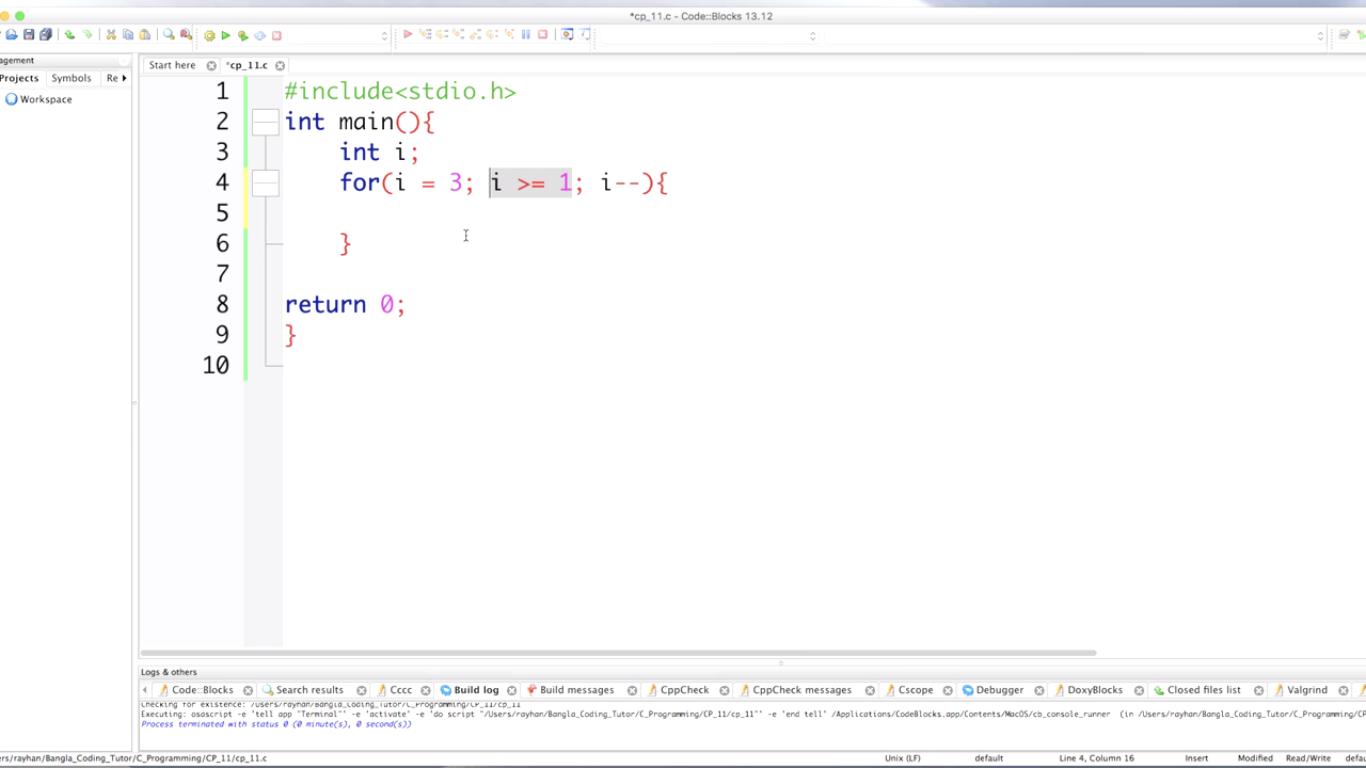 *cp_11.c - Code::Blocks 13.12
agement
Projects Symbols Re
Workspace
Start here *cp_11.c
1 #include<stdio.h>
2 int main(){
3 int i;
4 for(i = 3; i >= 1; i--){
5
6 }
7
8 return 0;
9 }
10
Logs & others
Code::Blocks Search results Cccc Build log Build messages CppCheck CppCheck messages Cscope Debugger DoxyBlocks Closed files list Valgrind
Checking for existence: /Users/rayhan/Bangla_Coding_Tutor/C_Programming/CP_11/cp_11
Executing: osascript -e 'tell app "Terminal"' -e 'activate' -e 'do script "/Users/rayhan/Bangla_Coding_Tutor/C_Programming/CP_11/cp_11"' -e 'end tell' /Applications/CodeBlocks.app/Contents/MacOS/cb_console_runner (in /Users/rayhan/Bangla_Coding_Tutor/C_Programming/CP
Process terminated with status 0 (0 minute(s), 0 second(s))
ers/rayhan/Bangla_Coding_Tutor/C_Programming/CP_11/cp_11.c Unix (LF) default Line 4, Column 16 Insert Modified Read/Write defau